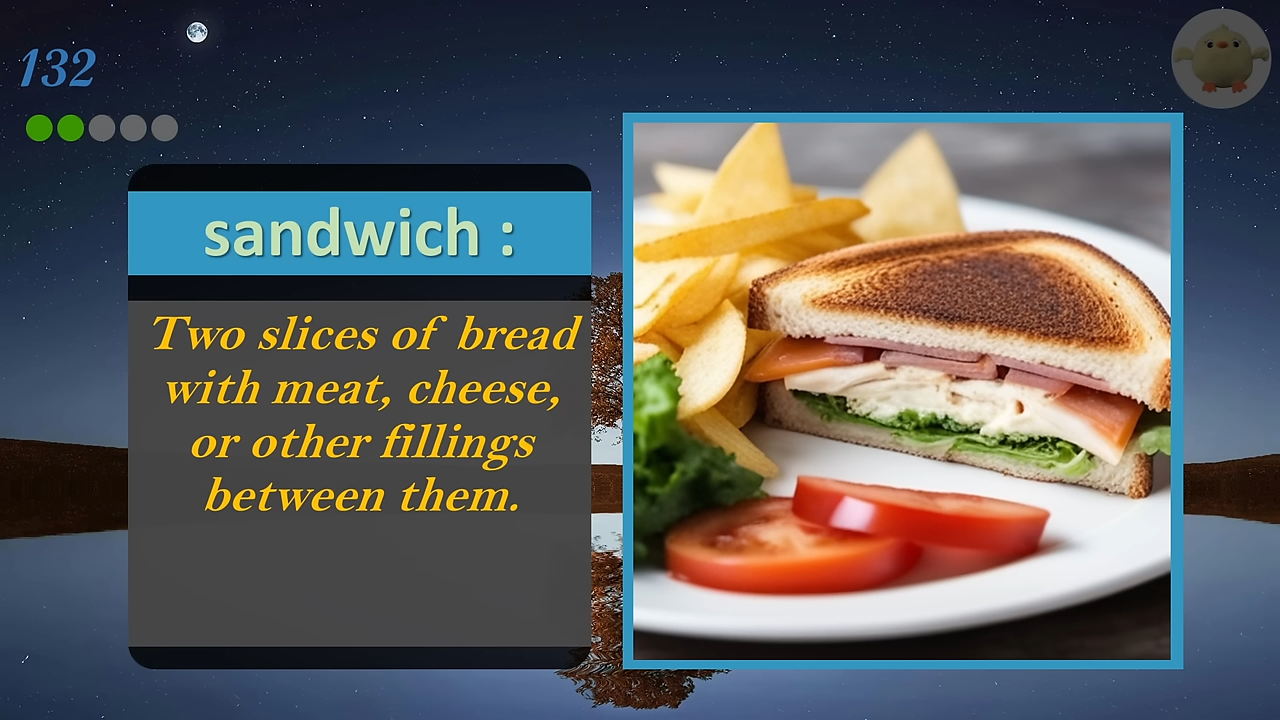 132
sandwich :
Two slices of bread
with meat, cheese,
or other fillings
between them.